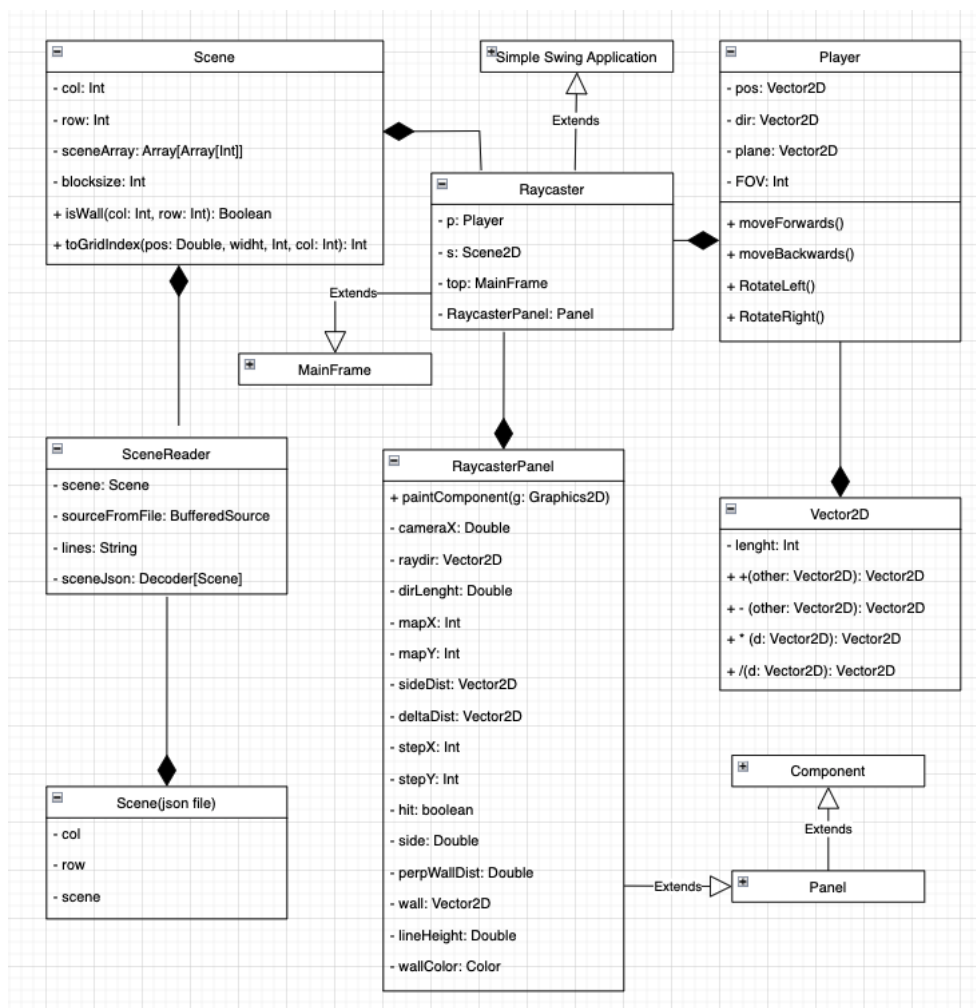 Scene
- col: Int
- row: Int
- sceneArray: Array[Array[Int]]
- blocksize: Int
+ isWall(col: Int, row: Int): Boolean
+ toGridIndex(pos: Double, widht, Int, col: Int): Int
Simple Swing Application
Extends
Player
- pos: Vector2D
- dir: Vector2D
- plane: Vector2D
- FOV: Int
+ moveForwards()
+ moveBackwards()
+ RotateLeft()
+ RotateRight()
Raycaster
- p: Player
- s: Scene2D
- top: MainFrame
- RaycasterPanel: Panel
Extends
MainFrame
SceneReader
- scene: Scene
- sourceFromFile: BufferedSource
- lines: String
- sceneJson: Decoder[Scene]
RaycasterPanel
+ paintComponent(g: Graphics2D)
- cameraX: Double
- raydir: Vector2D
- dirLenght: Double
- mapX: Int
- mapY: Int
- sideDist: Vector2D
- deltaDist: Vector2D
- stepX: Int
- stepY: Int
- hit: boolean
- side: Double
- perpWallDist: Double
- wall: Vector2D
- lineHeight: Double
- wallColor: Color
Vector2D
- lenght: Int
+ +(other: Vector2D): Vector2D
+ - (other: Vector2D): Vector2D
+ * (d: Vector2D): Vector2D
+ /(d: Vector2D): Vector2D
Scene(json file)
- col
- row
- scene
Component
Extends
Extends
Panel